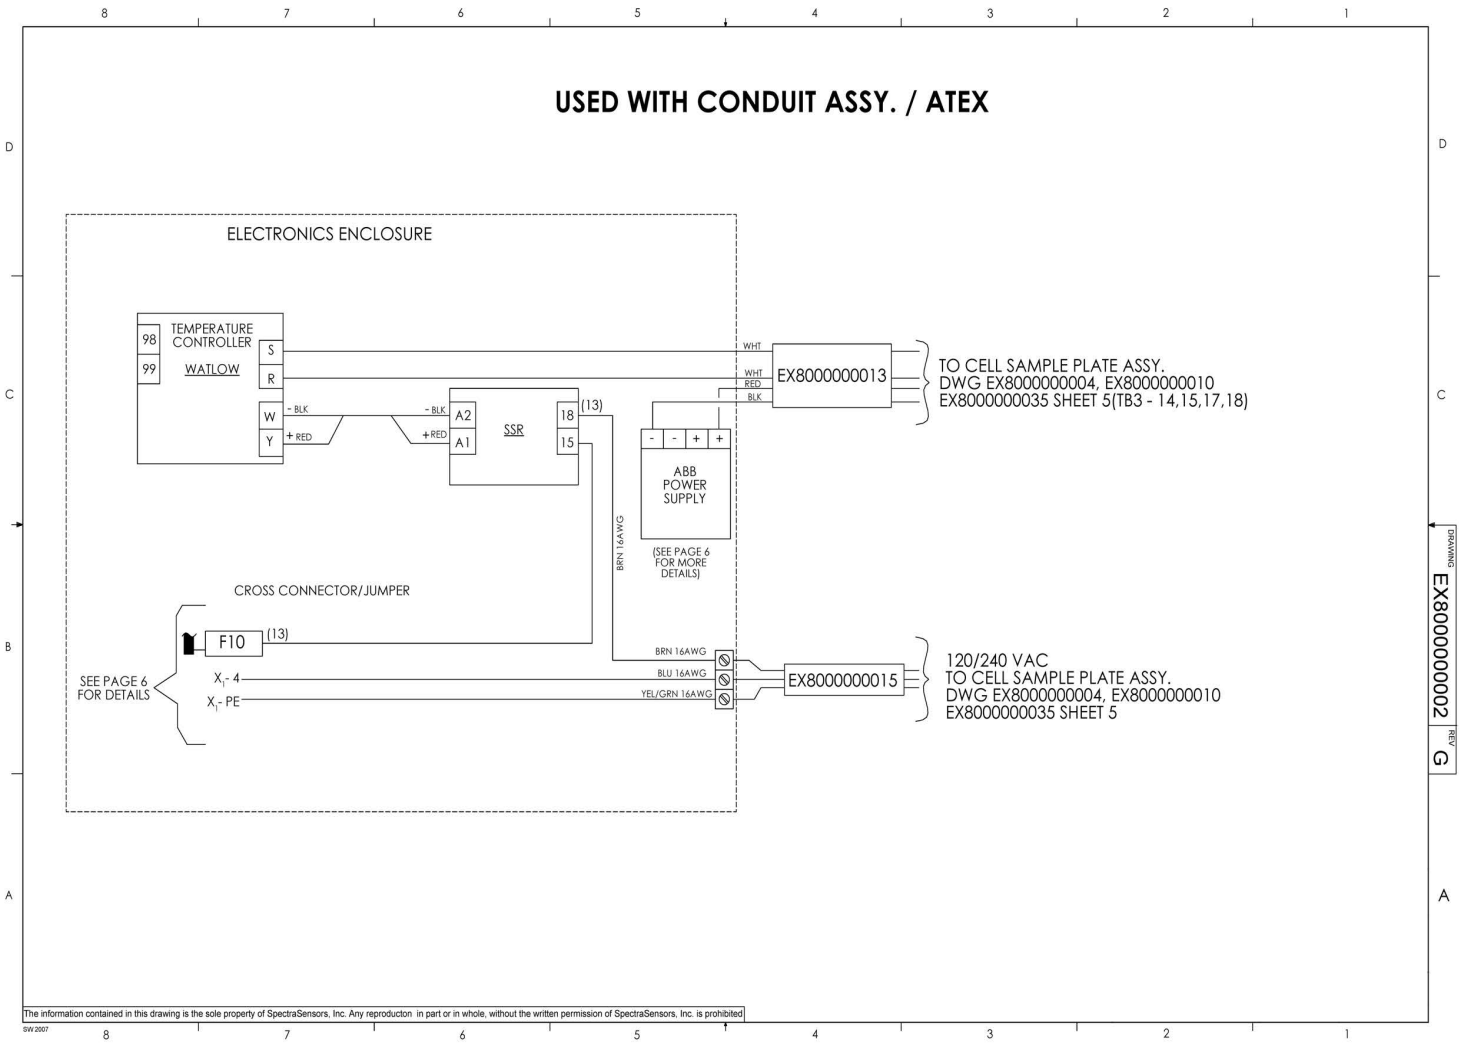 8 7 6 5 4 3 2 1
USED WITH CONDUIT ASSY. / ATEX
D
D
ELECTRONICS ENCLOSURE
TEMPERATURE
CONTROLLER
WATLOW
98
99
S
R
W
Y
- BLK
+ RED
- BLK
+ RED
A2
A1
SSR
18
15
(13)
WHT
WHT
RED
BLK
EX8000000013
TO CELL SAMPLE PLATE ASSY.
DWG EX8000000004, EX8000000010
EX8000000035 SHEET 5(TB3 - 14,15,17,18)
C
C
- - + +
ABB
POWER
SUPPLY
(SEE PAGE 6
FOR MORE
DETAILS)
BRN 16AWG
CROSS CONNECTOR/JUMPER
F10
(13)
X1- 4
X1- PE
SEE PAGE 6
FOR DETAILS
BRN 16AWG
BLU 16AWG
YEL/GRN 16AWG
EX8000000015
120/240 VAC
TO CELL SAMPLE PLATE ASSY.
DWG EX8000000004, EX8000000010
EX8000000035 SHEET 5
B
DRAWING
EX8000000002
REV
G
A
A
The information contained in this drawing is the sole property of SpectraSensors, Inc. Any reproducton in part or in whole, without the written permission of SpectraSensors, Inc. is prohibited
SW 2007
8 7 6 5 4 3 2 1